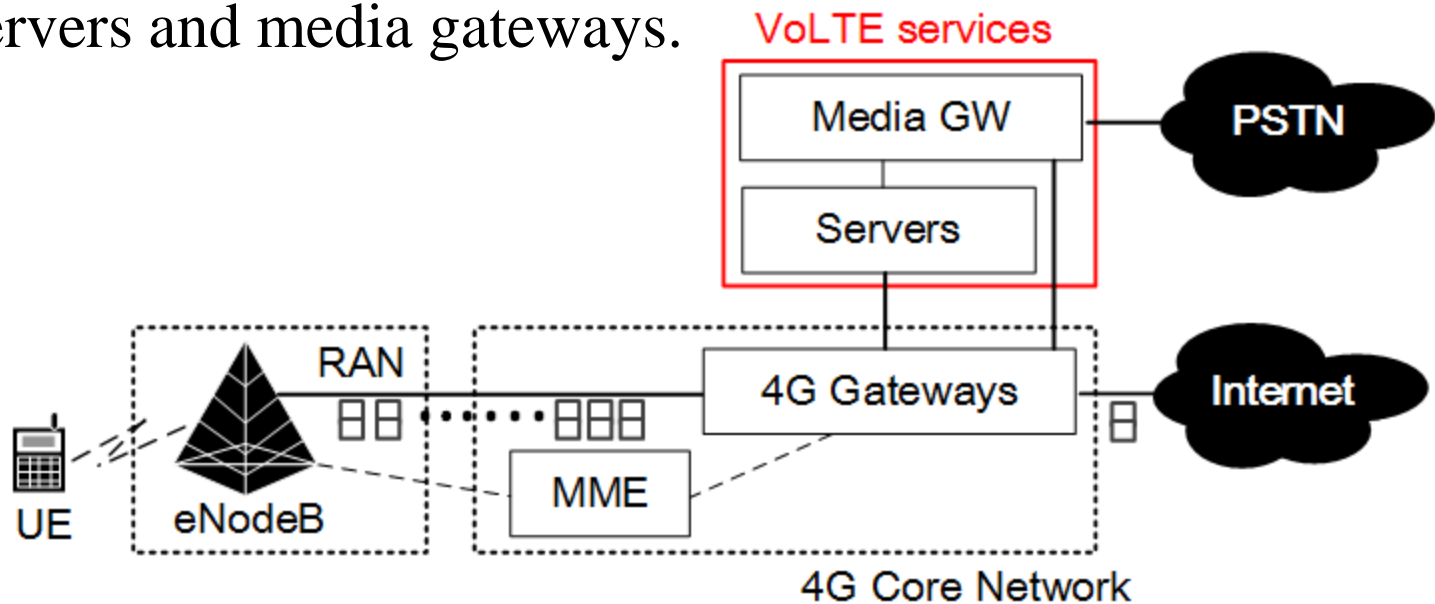 ervers and media gateways.
VoLTE services
Media GW
PSTN
Servers
RAN
4G Gateways
Internet
MME
UE
eNodeB
4G Core Network